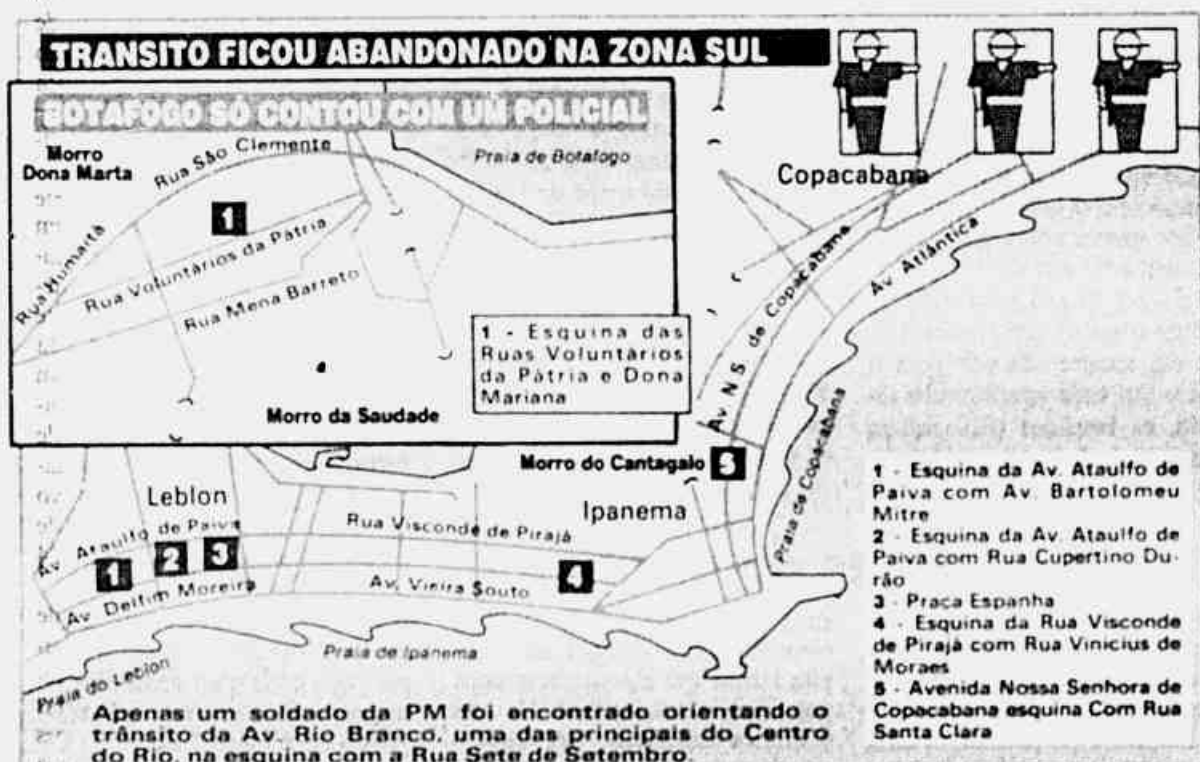 TRANSITO FICOU ABANDONADO NA ZONA SUL
BOTAFOGO SÓ CONTOU COM UM POLICIAL
Morro
Dona Marta
Rua São Clemente
Praia de Botafogo
Rua Humaitá
Rua Voluntários da Pátria
Rua Mena Barreto
1 - Esquina das
Ruas Voluntários
da Pátria e Dona
Mariana
Morro da Saudade
1
Copacabana
Av. N. S. de Copacabana
Av. Atlântica
Praia de Copacabana
Morro do Cantagalo
5
Leblon
Ipanema
Av. Ataulfo de Paiva
Rua Visconde de Pirajá
1
2
3
4
Av. Delfim Moreira
Av. Vieira Souto
Praia de Ipanema
Praia do Leblon
1 - Esquina da Av. Ataulfo de
Paiva com Av. Bartolomeu
Mitre
2 - Esquina da Av. Ataulfo de
Paiva com Rua Cupertino Du-
rão
3 - Praca Espanha
4 - Esquina da Rua Visconde
de Pirajá com Rua Vinicius de
Moraes
5 - Avenida Nossa Senhora de
Copacabana esquina Com Rua
Santa Clara
Apenas um soldado da PM foi encontrado orientando o
trânsito da Av. Rio Branco, uma das principais do Centro
do Rio, na esquina com a Rua Sete de Setembro.